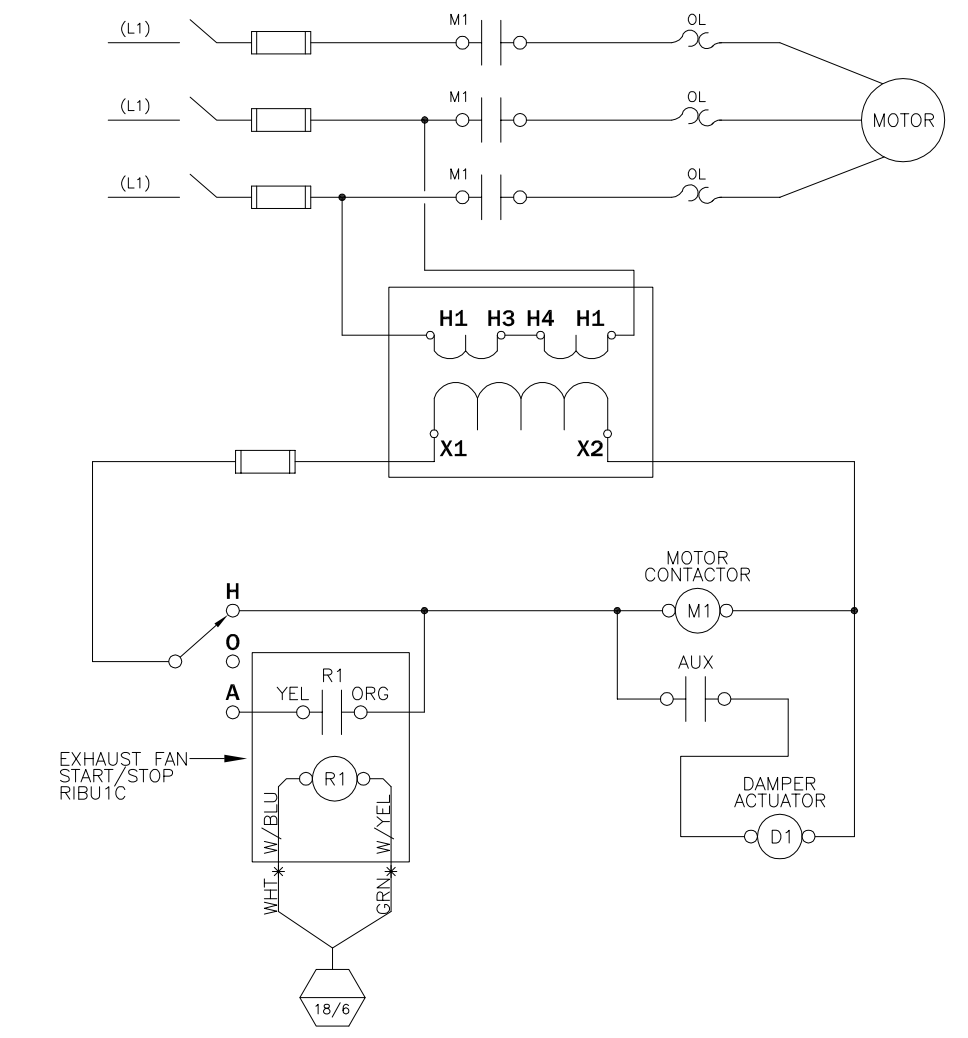 (L1)
M1
OL
(L1)
M1
OL
MOTOR
(L1)
M1
OL
H1 H3 H4 H1
X1 X2
MOTOR
CONTACTOR
H
M1
O
AUX
R1
A
YEL ORG
EXHAUST FAN
START/STOP
RIBU1C
R1
DAMPER
ACTUATOR
D1
W/BLU
W/YEL
WHT
GRN
18/6